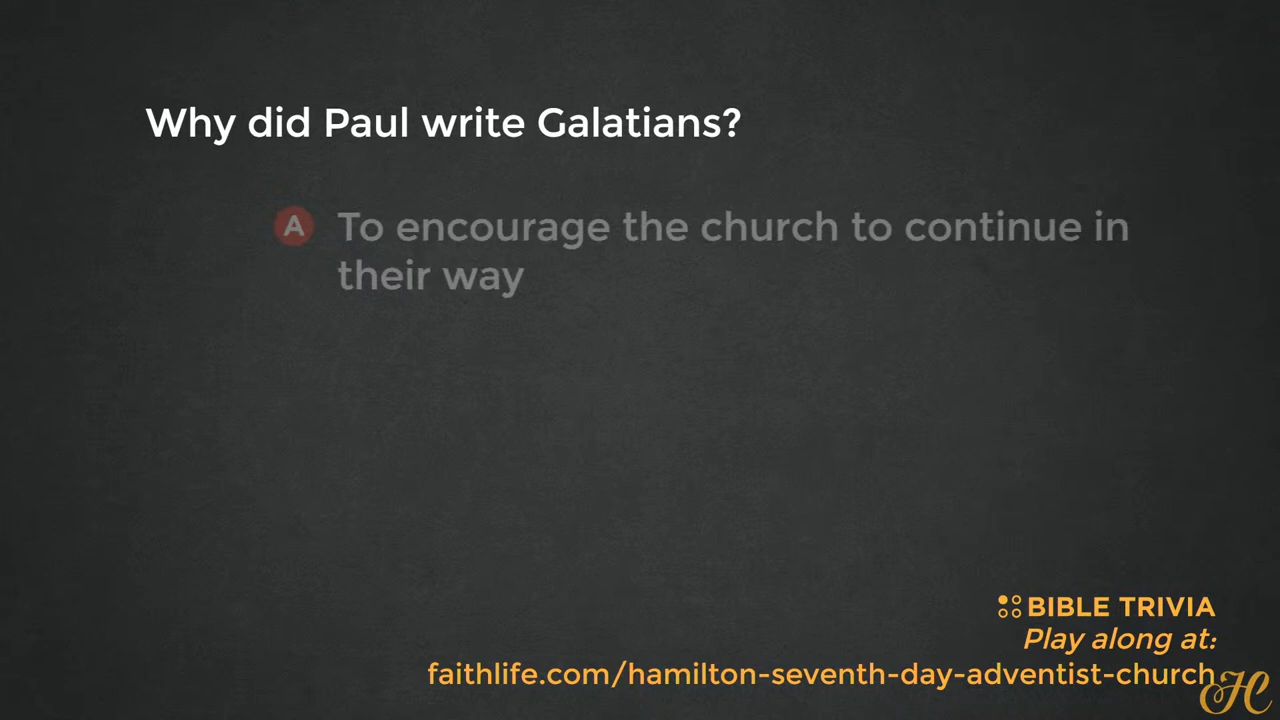 Why did Paul write Galatians?
A To encourage the church to continue in
their way
BIBLE TRIVIA
Play along at:
faithlife.com/hamilton-seventh-day-adventist-church
HC